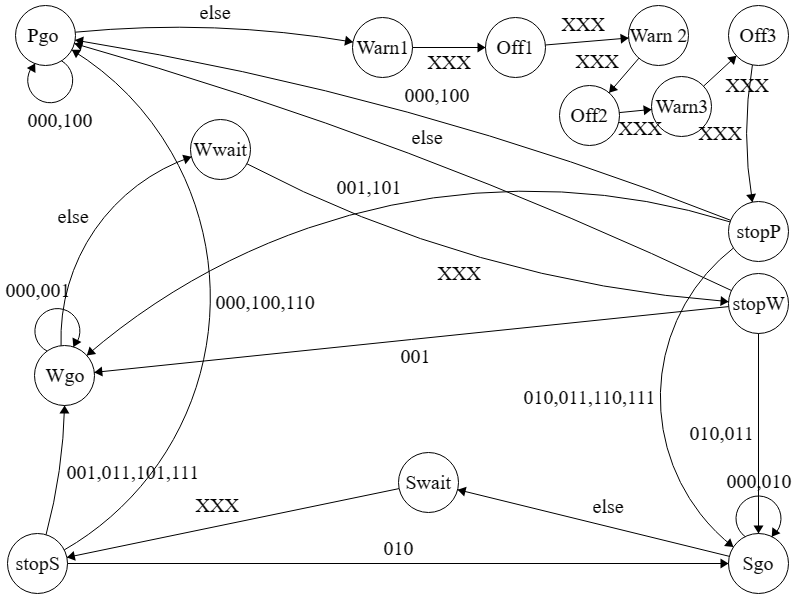 else
Pgo
Warn1
XXX
Off1
XXX
Warn 2
Off3
XXX
000,100
XXX
Off2
XXX
Warn3
XXX
000,100
else
Wwait
001,101
else
stopP
XXX
000,001
000,100,110
stopW
Wgo
001
010,011,110,111
010,011
001,011,101,111
Swait
000,010
XXX
else
stopS
010
Sgo